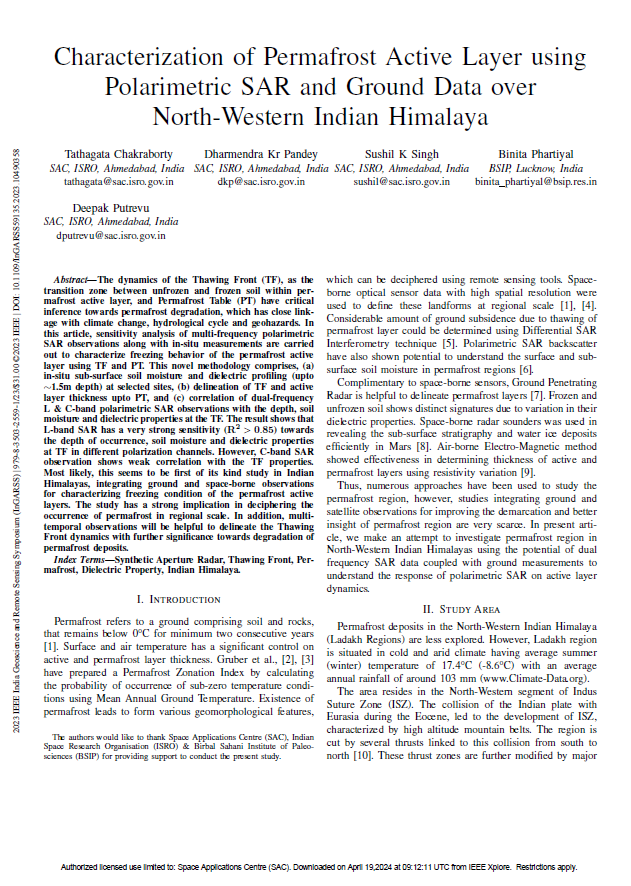 Characterization of Permafrost Active Layer using
Polarimetric SAR and Ground Data over
North-Western Indian Himalaya
Tathagata Chakraborty
SAC, ISRO, Ahmedabad, India
tathagata@sac.isro.gov.in
Dharmendra Kr Pandey
SAC, ISRO, Ahmedabad, India
dkp@sac.isro.gov.in
Sushil K Singh
SAC, ISRO, Ahmedabad, India
sushil@sac.isro.gov.in
Binita Phartiyal
BSIP, Lucknow, India
binita_phartiyal@bsip.res.in
Deepak Putrevu
SAC, ISRO, Ahmedabad, India
dputrevu@sac.isro.gov.in
Abstract—The dynamics of the Thawing Front (TF), as the
transition zone between unfrozen and frozen soil within per-
mafrost active layer, and Permafrost Table (PT) have critical
inference towards permafrost degradation, which has close link-
age with climate change, hydrological cycle and geohazards. In
this article, sensitivity analysis of multi-frequency polarimetric
SAR observations along with in-situ measurements are carried
out to characterize freezing behavior of the permafrost active
layer using TF and PT. This novel methodology comprises, (a)
in-situ sub-surface soil moisture and dielectric profiling (upto
~1.5m depth) at selected sites, (b) delineation of TF and active
layer thickness upto PT, and (c) correlation of dual-frequency
L & C-band polarimetric SAR observations with the depth, soil
moisture and dielectric properties at the TF. The result shows that
L-band SAR has a very strong sensitivity (R² > 0.85) towards
the depth of occurrence, soil moisture and dielectric properties
at TF in different polarization channels. However, C-band SAR
observation shows weak correlation with the TF properties.
Most likely, this seems to be first of its kind study in Indian
Himalayas, integrating ground and space-borne observations
for characterizing freezing condition of the permafrost active
layers. The study has a strong implication in deciphering the
occurrence of permafrost in regional scale. In addition, multi-
temporal observations will be helpful to delineate the Thawing
Front dynamics with further significance towards degradation of
permafrost deposits.
Index Terms—Synthetic Aperture Radar, Thawing Front, Per-
mafrost, Dielectric Property, Indian Himalaya.
I. INTRODUCTION
Permafrost refers to a ground comprising soil and rocks,
that remains below 0°C for minimum two consecutive years
[1]. Surface and air temperature has a significant control on
active and permafrost layer thickness. Gruber et al., [2], [3]
have prepared a Permafrost Zonation Index by calculating
the probability of occurrence of sub-zero temperature condi-
tions using Mean Annual Ground Temperature. Existence of
permafrost leads to form various geomorphological features,
The authors would like to thank Space Applications Centre (SAC), Indian
Space Research Organisation (ISRO) & Birbal Sahani Institute of Paleo-
sciences (BSIP) for providing support to conduct the present study.
which can be deciphered using remote sensing tools. Space-
borne optical sensor data with high spatial resolution were
used to define these landforms at regional scale [1], [4].
Considerable amount of ground subsidence due to thawing of
permafrost layer could be determined using Differential SAR
Interferometry technique [5]. Polarimetric SAR backscatter
have also shown potential to understand the surface and sub-
surface soil moisture in permafrost regions [6].
Complimentary to space-borne sensors, Ground Penetrating
Radar is helpful to delineate permafrost layers [7]. Frozen and
unfrozen soil shows distinct signatures due to variation in their
dielectric properties. Space-borne radar sounders was used in
revealing the sub-surface stratigraphy and water ice deposits
efficiently in Mars [8]. Air-borne Electro-Magnetic method
showed effectiveness in determining thickness of active and
permafrost layers using resistivity variation [9].
Thus, numerous approaches have been used to study the
permafrost region, however, studies integrating ground and
satellite observations for improving the demarcation and better
insight of permafrost region are very scarce. In present arti-
cle, we make an attempt to investigate permafrost region in
North-Western Indian Himalayas using the potential of dual
frequency SAR data coupled with ground measurements to
understand the response of polarimetric SAR on active layer
dynamics.
II. STUDY AREA
Permafrost deposits in the North-Western Indian Himalaya
(Ladakh Regions) are less explored. However, Ladakh region
is situated in cold and arid climate having average summer
(winter) temperature of 17.4°C (-8.6°C) with an average
annual rainfall of around 103 mm (www.Climate-Data.org).
The area resides in the North-Western segment of Indus
Suture Zone (ISZ). The collision of the Indian plate with
Eurasia during the Eocene, led to the development of ISZ,
characterized by high altitude mountain belts. The region is
cut by several thrusts linked to this collision from south to
north [10]. These thrust zones are further modified by major
2023 IEEE India Geoscience and Remote Sensing Symposium (InGARSS) | 979-8-3503-2559-1/23/$31.00 ©2023 IEEE | DOI: 10.1109/InGARSS59135.2023.10490358
Authorized licensed use limited to: Space Applications Centre (SAC). Downloaded on April 19,2024 at 09:12:11 UTC from IEEE Xplore. Restrictions apply.